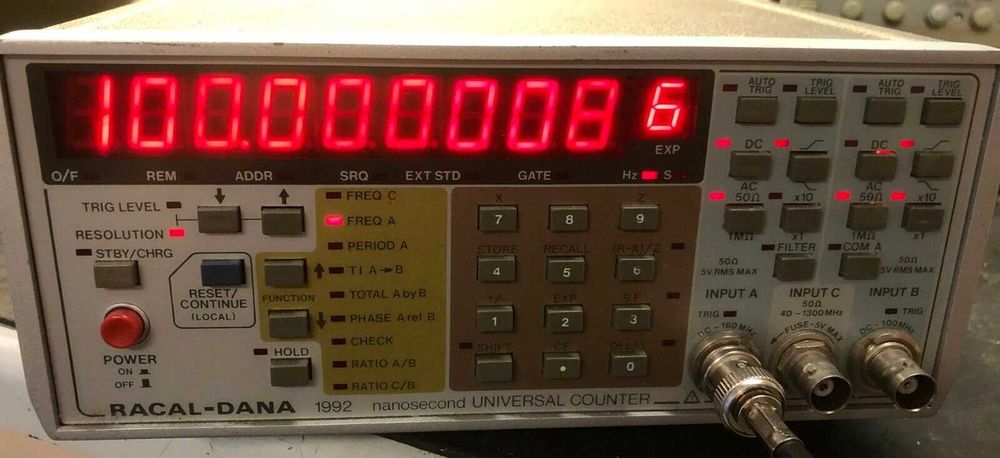 100.000008 6
EXP
O/F REM ADDR SRQ EXT STD GATE Hz S
TRIG LEVEL
RESOLUTION
STBY/CHRG
RESET/
CONTINUE
(LOCAL)
FUNCTION
POWER
ON
OFF
HOLD
FREQ C
FREQ A
PERIOD A
T I A➔B
TOTAL A by B
PHASE A rel B
CHECK
RATIO A/B
RATIO C/B
X Z
7 8 9
STORE RECALL (R-X)/Z
4 5 6
+/- EXP S.F.
1 2 3
SHIFT CE DELAY
• 0
AUTO TRIG
TRIG LEVEL
AUTO TRIG
TRIG LEVEL
DC DC
AC AC
50Ω x10 50Ω x10
1MΩ x1 1MΩ x1
FILTER COM A
50Ω
5V RMS MAX
50Ω
5V RMS MAX
INPUT A INPUT C INPUT B
50Ω
40-1300MHz
TRIG TRIG
DC-160MHz FUSE-5V MAX DC-100MHz
RACAL-DANA 1992 nanosecond UNIVERSAL COUNTER